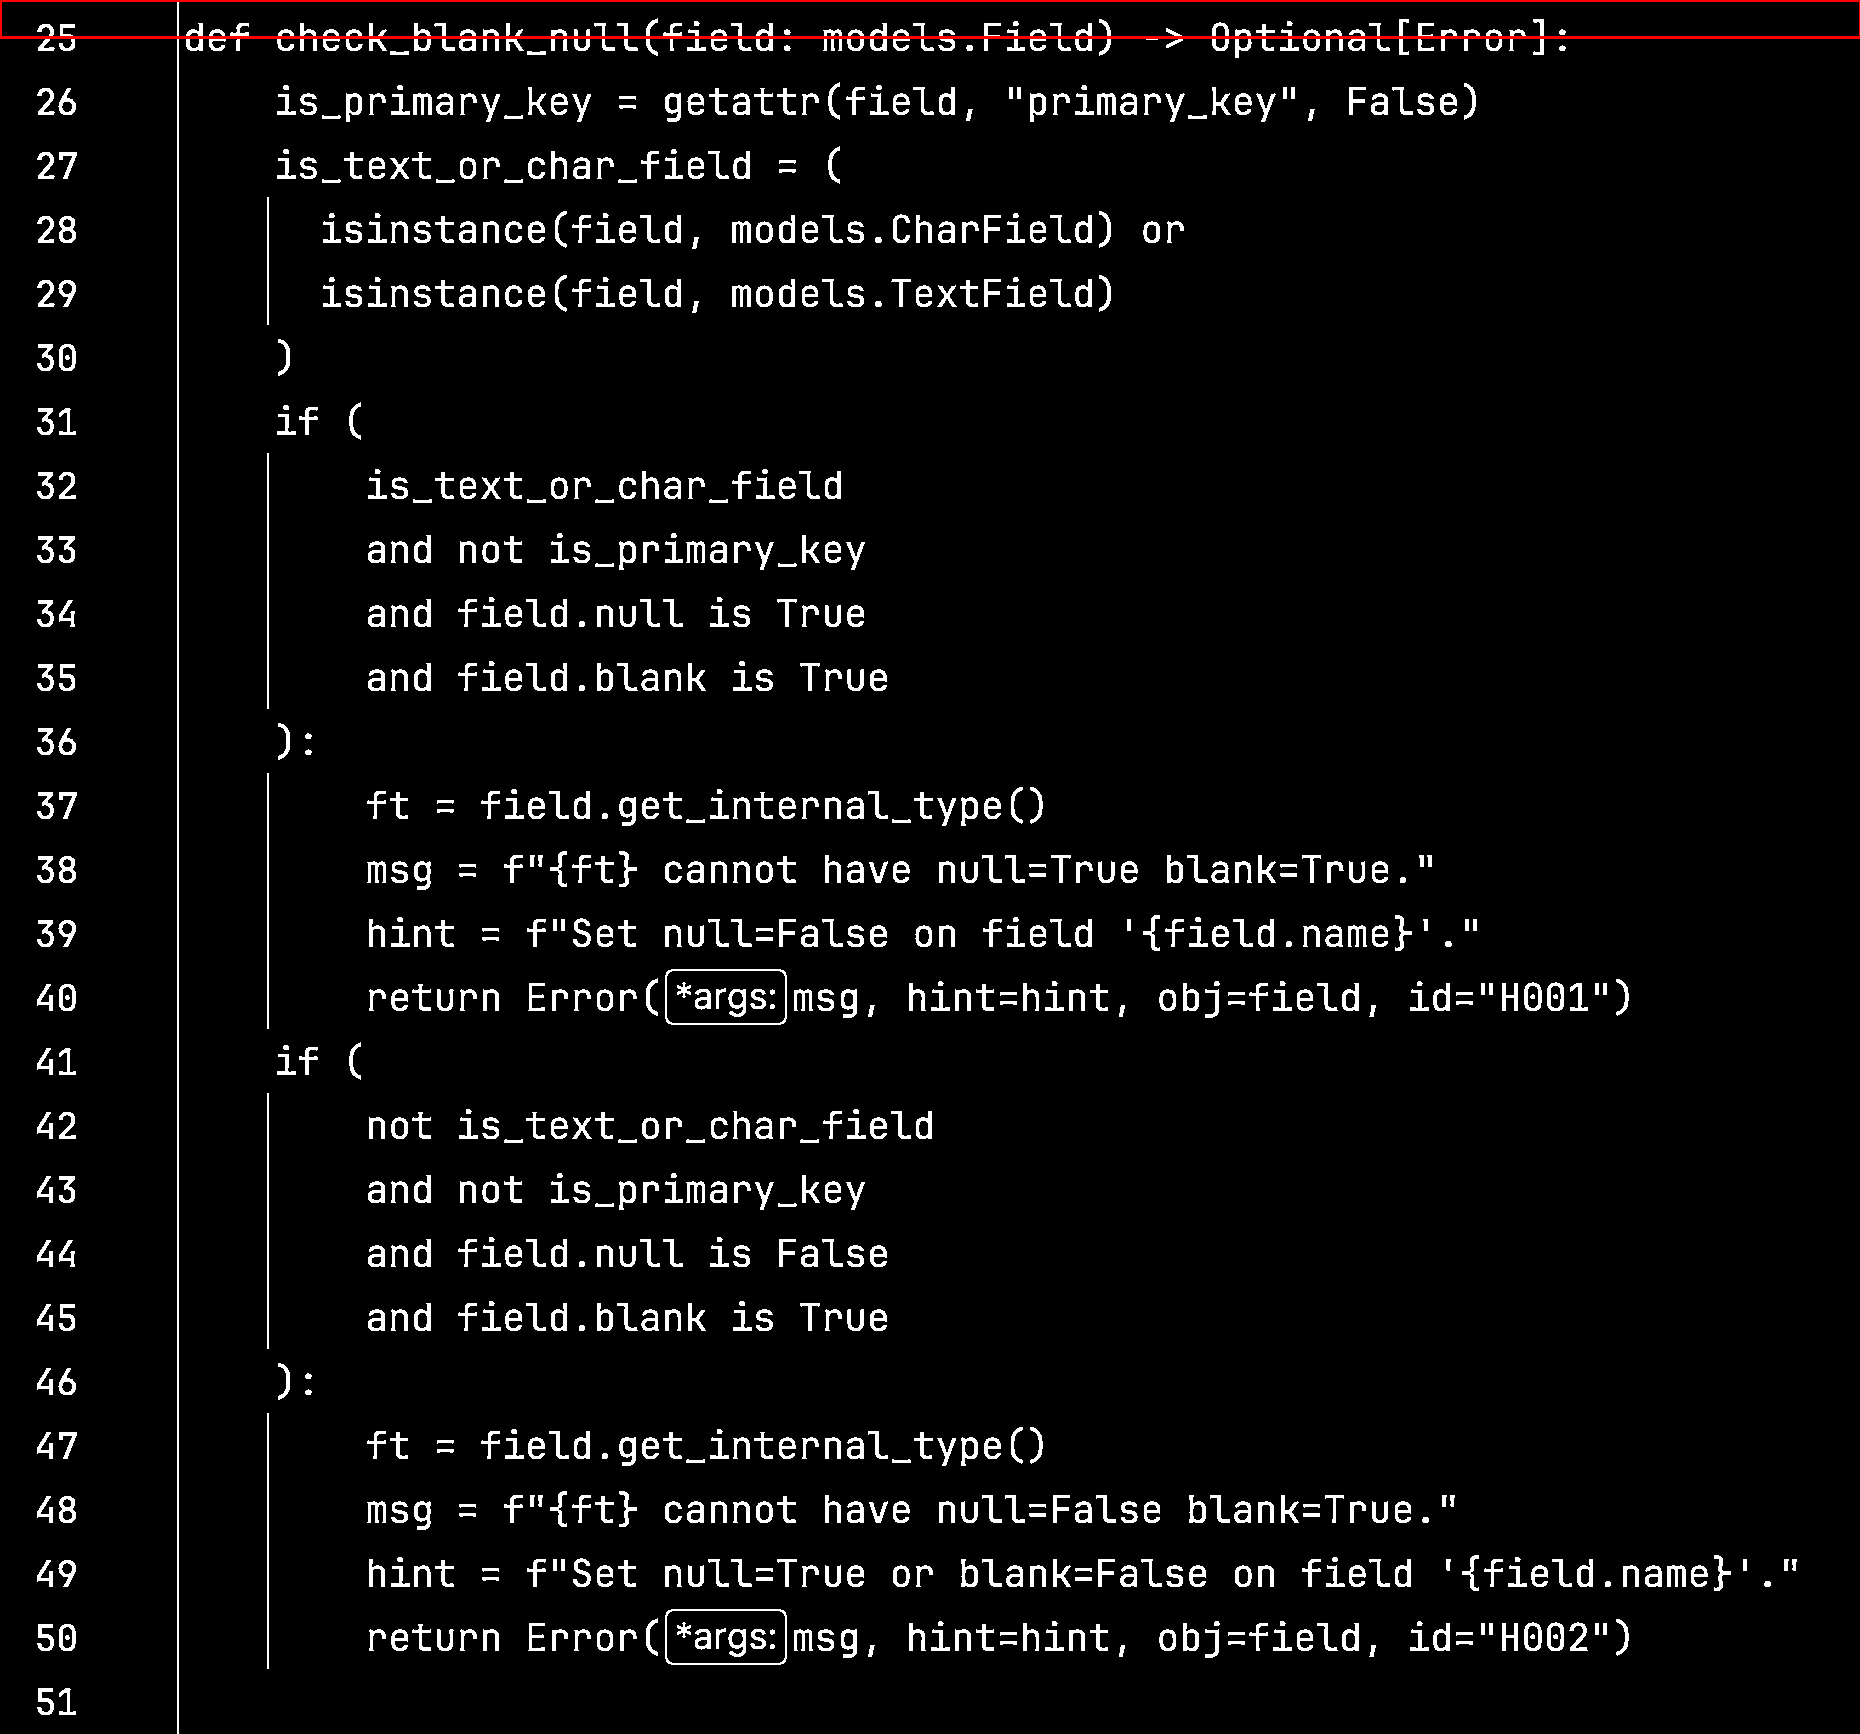 25 def check_blank_null(field: models.Field) -> Optional[Error]:
26     is_primary_key = getattr(field, "primary_key", False)
27     is_text_or_char_field = (
28       isinstance(field, models.CharField) or
29       isinstance(field, models.TextField)
30     )
31     if (
32         is_text_or_char_field
33         and not is_primary_key
34         and field.null is True
35         and field.blank is True
36     ):
37         ft = field.get_internal_type()
38         msg = f"{ft} cannot have null=True blank=True."
39         hint = f"Set null=False on field '{field.name}'."
40         return Error(*args: msg, hint=hint, obj=field, id="H001")
41     if (
42         not is_text_or_char_field
43         and not is_primary_key
44         and field.null is False
45         and field.blank is True
46     ):
47         ft = field.get_internal_type()
48         msg = f"{ft} cannot have null=False blank=True."
49         hint = f"Set null=True or blank=False on field '{field.name}'."
50         return Error(*args: msg, hint=hint, obj=field, id="H002")
51